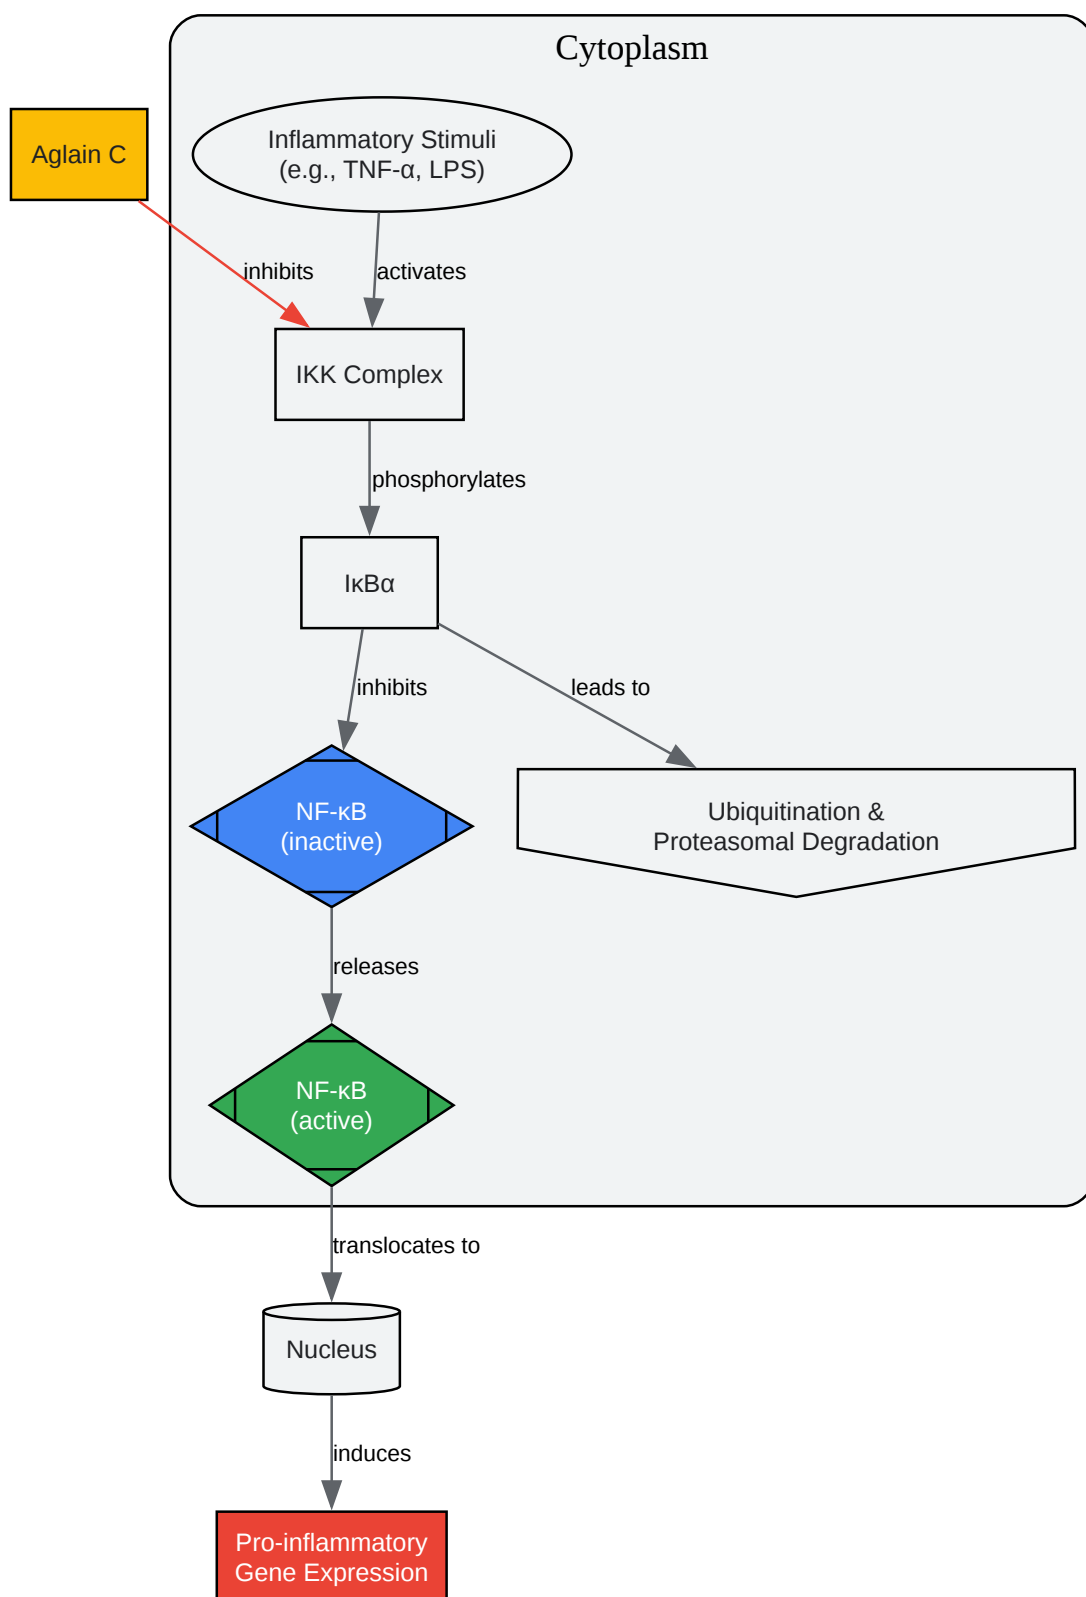 Cytoplasm
Aglain C
Inflammatory Stimuli
(e.g., TNF-α, LPS)
inhibits
activates
IKK Complex
phosphorylates
IκBα
inhibits
leads to
NF-κB
(inactive)
Ubiquitination &
Proteasomal Degradation
releases
NF-κB
(active)
translocates to
Nucleus
induces
Pro-inflammatory
Gene Expression